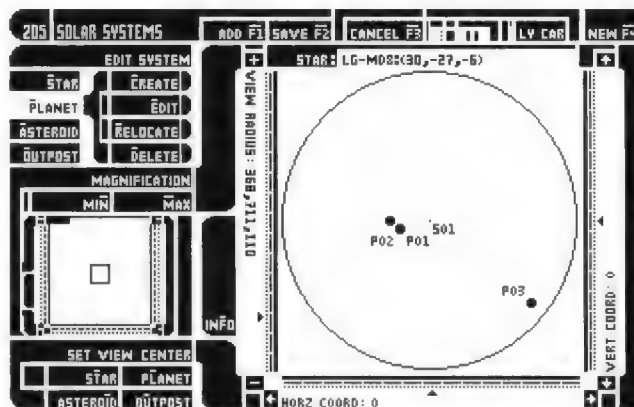 205 SOLAR SYSTEMS
ADD F1 SAVE F2 CANCEL F3 LY CAR NEW F4
EDIT SYSTEM
STAR CREATE
PLANET EDIT
ASTEROID RELOCATE
OUTPOST DELETE
MAGNIFICATION
MIN MAX
INFO
SET VIEW CENTER
STAR PLANET
ASTEROID OUTPOST
STAR: LG-MD8:(30,-27,-6)
VIEW RADIUS: 368,711,110
S01
P02 P01
P03
VERT COORD: 0
HORZ COORD: 0